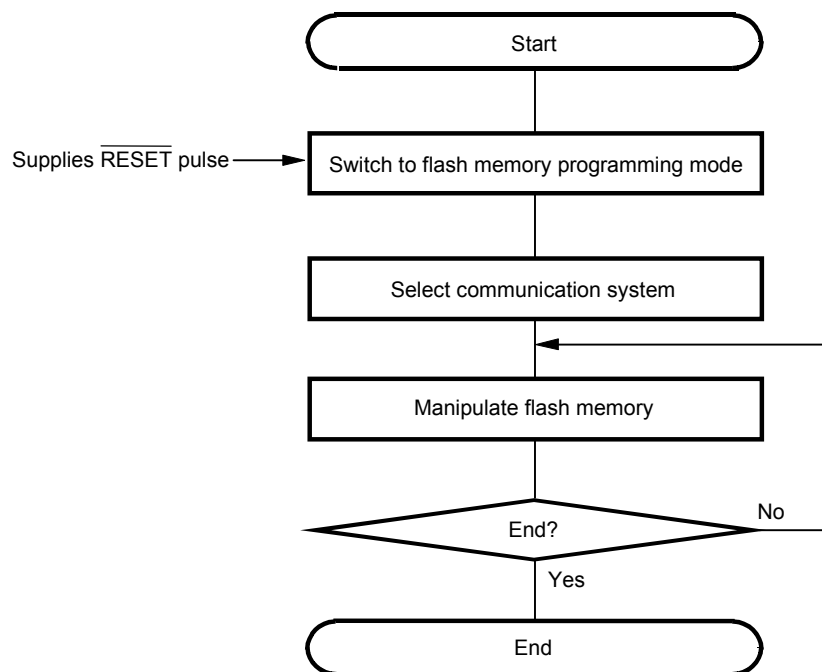 Start
Supplies RESET pulse
Switch to flash memory programming mode
Select communication system
Manipulate flash memory
End?
No
Yes
End